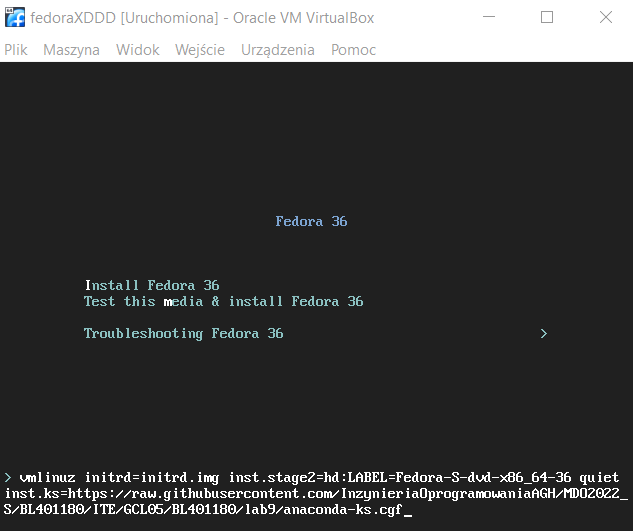 fedoraXDDD [Uruchomiona] - Oracle VM VirtualBox
Plik Maszyna Widok Wejście Urządzenia Pomoc
Fedora 36
Install Fedora 36
Test this media & install Fedora 36
Troubleshooting Fedora 36 >
> vmlinuz initrd=initrd.img inst.stage2=hd:LABEL=Fedora-S-dvd-x86_64-36 quiet
inst.ks=https://raw.githubusercontent.com/InzynieriaOprogramowaniaAGH/MDO2022_
S/BL401180/ITE/GCL05/BL401180/lab9/anaconda-ks.cgf_